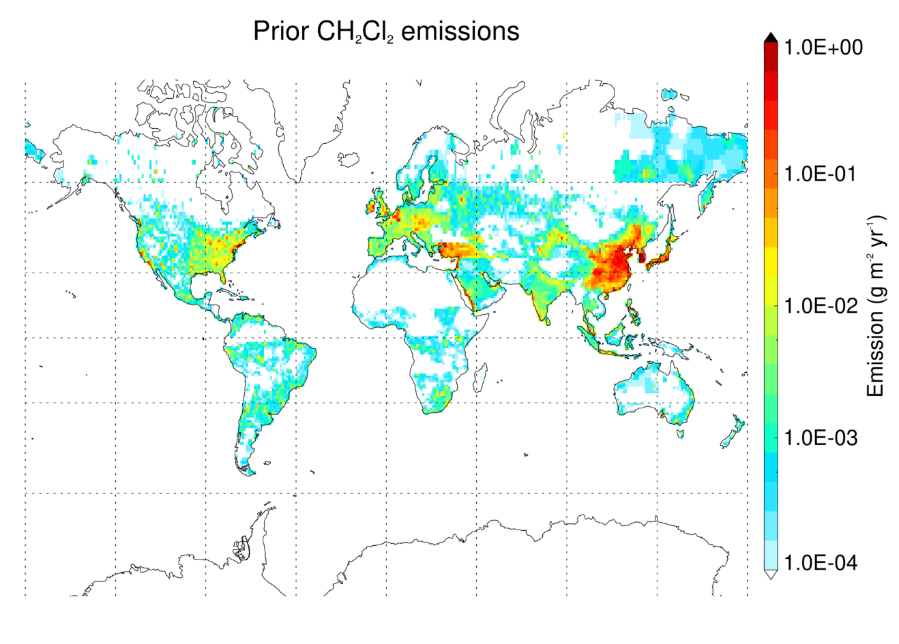 Prior CH₂Cl₂ emissions
1.0E+00
1.0E-01
1.0E-02
1.0E-03
1.0E-04
Emission (g m⁻² yr⁻¹)